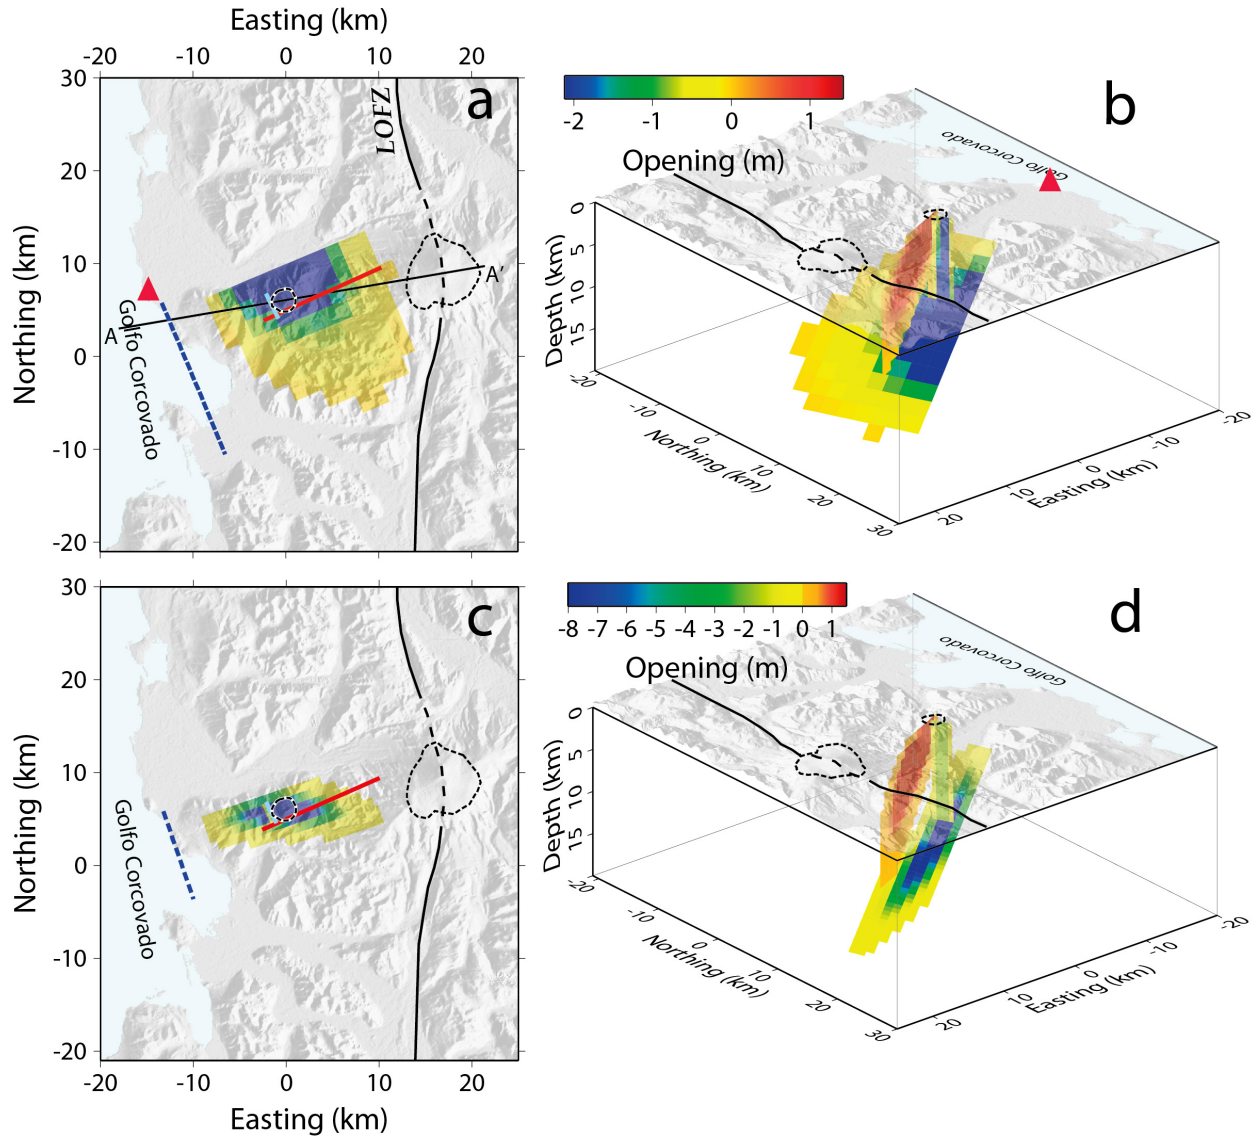 Easting (km)
-20 -10 0 10 20
30
20
10
0
-10
-20
Northing (km)
a
LOFZ
A
A'
Golfo Corcovado
b
-2 -1 0 1
Opening (m)
Golfo Corcovado
0
5
10
15
Depth (km)
-20
-10
0
10
20
30
Northing (km)
20
10
0
-10
-20
Easting (km)
c
30
20
10
0
-10
-20
Northing (km)
Golfo Corcovado
-20 -10 0 10 20
Easting (km)
d
-8 -7 -6 -5 -4 -3 -2 -1 0 1
Opening (m)
Golfo Corcovado
0
5
10
15
Depth (km)
-20
-10
0
10
20
30
Northing (km)
20
10
0
-10
-20
Easting (km)